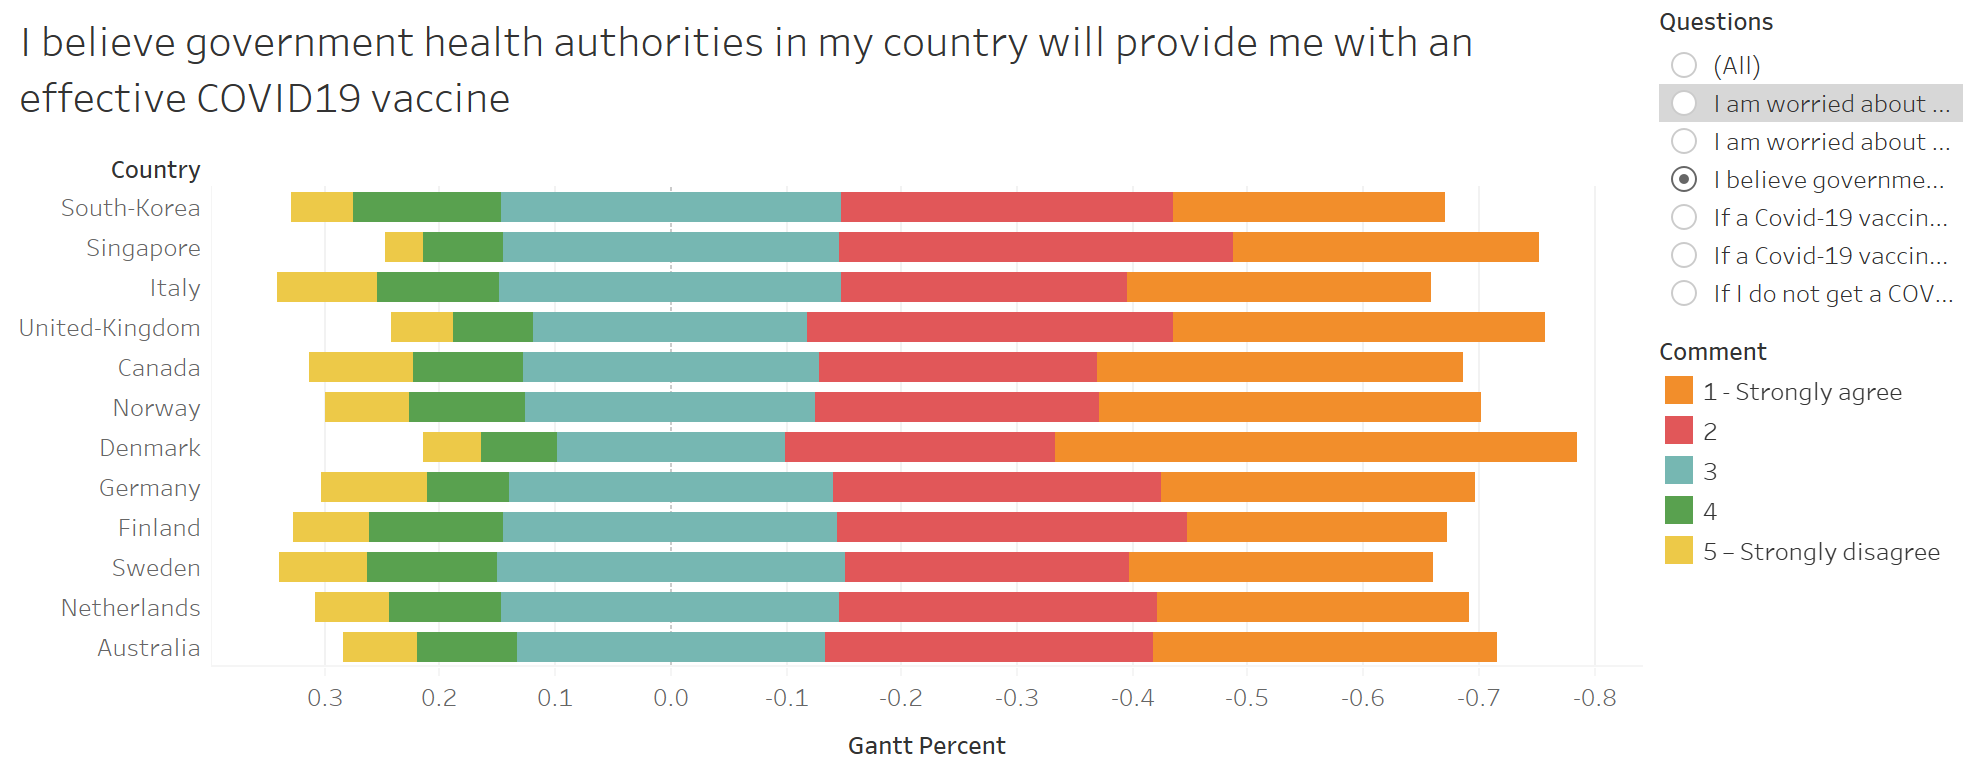 I believe government health authorities in my country will provide me with an
effective COVID19 vaccine
Country
South-Korea
Singapore
Italy
United-Kingdom
Canada
Norway
Denmark
Germany
Finland
Sweden
Netherlands
Australia
0.3 0.2 0.1 0.0 -0.1 -0.2 -0.3 -0.4 -0.5 -0.6 -0.7 -0.8
Gantt Percent
Questions
(All)
I am worried about ...
I am worried about ...
I believe governme...
If a Covid-19 vaccin...
If a Covid-19 vaccin...
If I do not get a COV...
Comment
1 - Strongly agree
2
3
4
5 – Strongly disagree